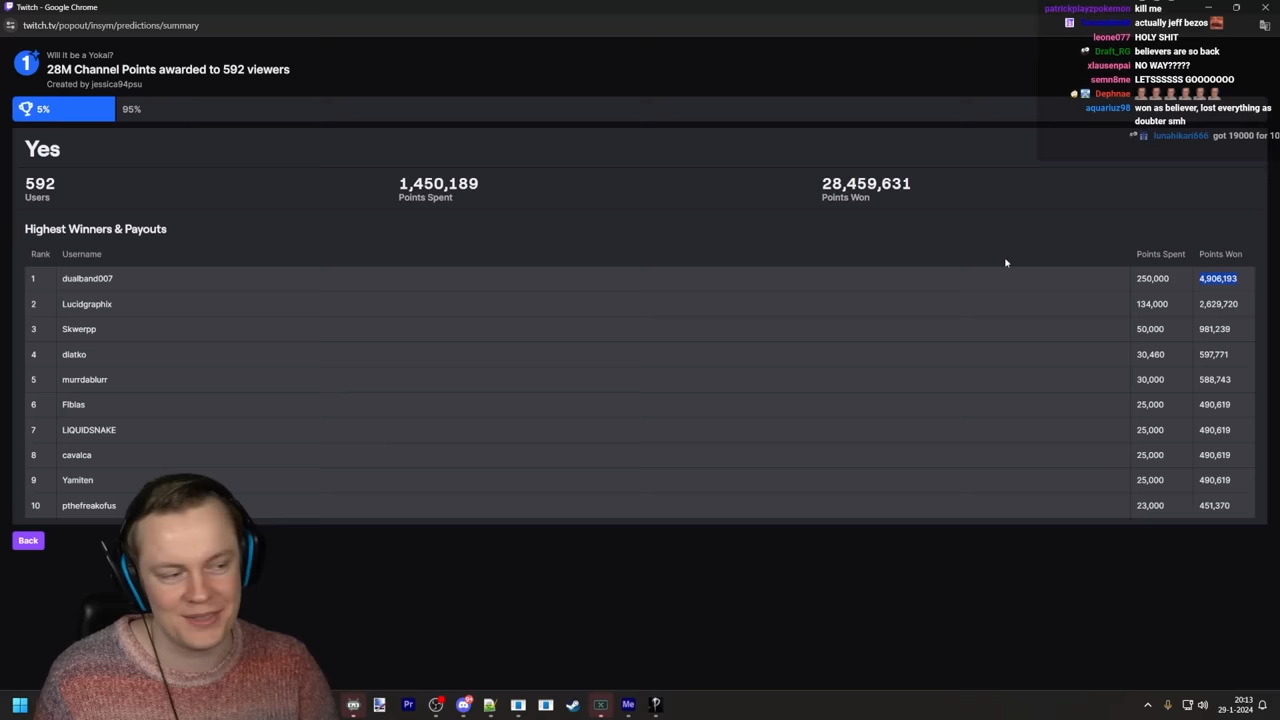 Twitch - Google Chrome
twitch.tv/popout/insym/predictions/summary
1
Will it be a Yokai?
28M Channel Points awarded to 592 viewers
Created by jessica94psu
5%
95%
Yes
592
Users
1,450,189
Points Spent
28,459,631
Points Won
Highest Winners & Payouts
Rank Username Points Spent Points Won
1 dualband007 250,000 4,906,193
2 Lucidgraphix 134,000 2,629,720
3 Skwerpp 50,000 981,239
4 dlatko 30,460 597,771
5 murrdablurr 30,000 588,743
6 Flblas 25,000 490,619
7 LIQUIDSNAKE 25,000 490,619
8 cavalca 25,000 490,619
9 Yamiten 25,000 490,619
10 pthefreakofus 23,000 451,370
Back
patrickplayzpokemon kill me
actually jeff bezos
leone077 HOLY SHIT
Draft_RG believers are so back
xlausenpai NO WAY?????
semn8me LETSSSSSS GOOOOOOO
Dephnae
aquariuz98 won as believer, lost everything as
doubter smh
lunahikari666 got 19000 for 10
Pr
Me
20:13
29-1-2024